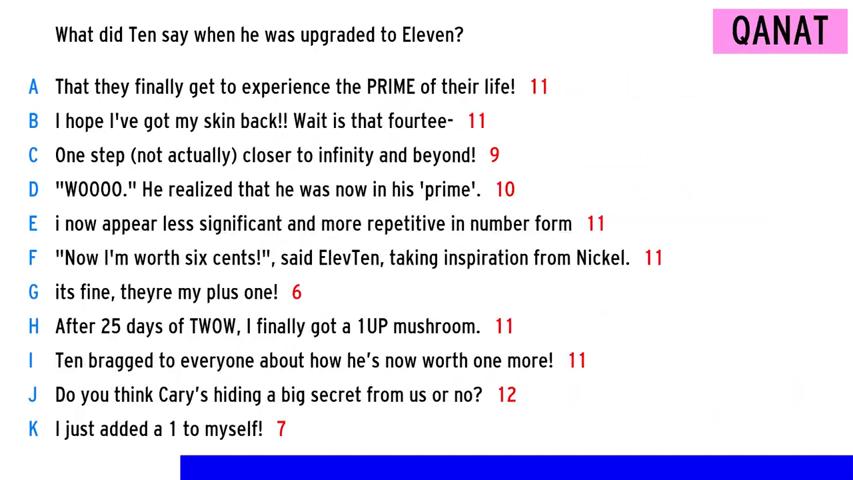 What did Ten say when he was upgraded to Eleven?
QANAT
A That they finally get to experience the PRIME of their life! 11
B I hope I've got my skin back!! Wait is that fourtee- 11
C One step (not actually) closer to infinity and beyond! 9
D "WOOOO." He realized that he was now in his 'prime'. 10
E i now appear less significant and more repetitive in number form 11
F "Now I'm worth six cents!", said ElevTen, taking inspiration from Nickel. 11
G its fine, theyre my plus one! 6
H After 25 days of TWOW, I finally got a 1UP mushroom. 11
I Ten bragged to everyone about how he's now worth one more! 11
J Do you think Cary's hiding a big secret from us or no? 12
K I just added a 1 to myself! 7